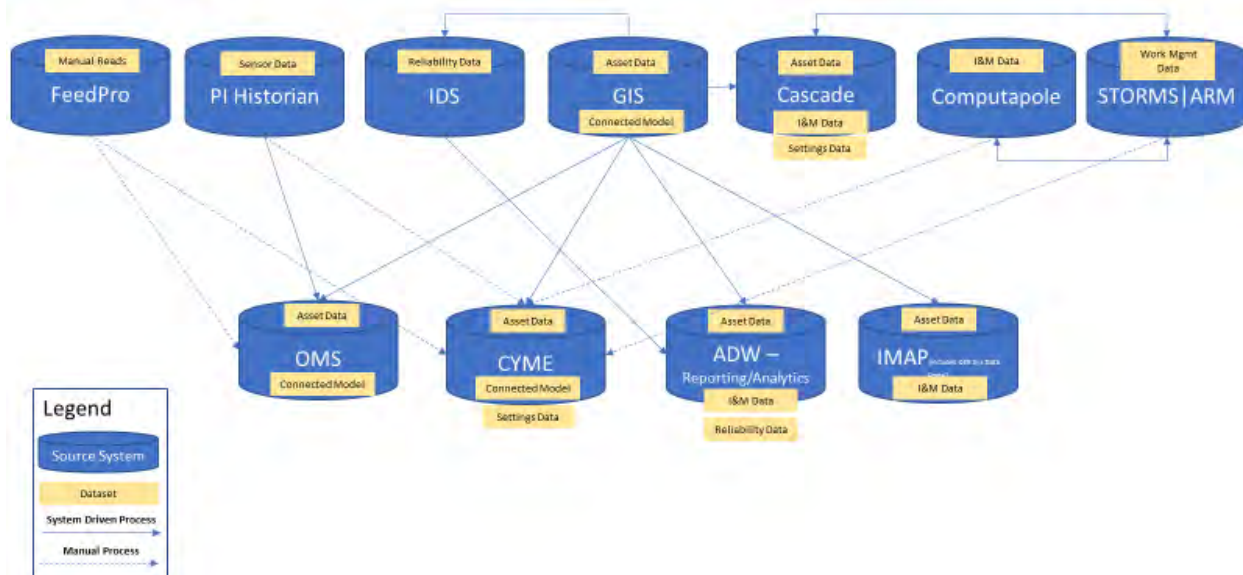 Manual Reads
FeedPro
Sensor Data
PI Historian
Reliability Data
IDS
Asset Data
GIS
Connected Model
Asset Data
Cascade
I&M Data
Settings Data
I&M Data
Computapole
Work Mgmt
Data
STORMS|ARM
Asset Data
OMS
Connected Model
Asset Data
CYME
Connected Model
Settings Data
Asset Data
ADW –
Reporting/Analytics
I&M Data
Reliability Data
Asset Data
IMAP
I&M Data
Legend
Source System
Dataset
System Driven Process
Manual Process